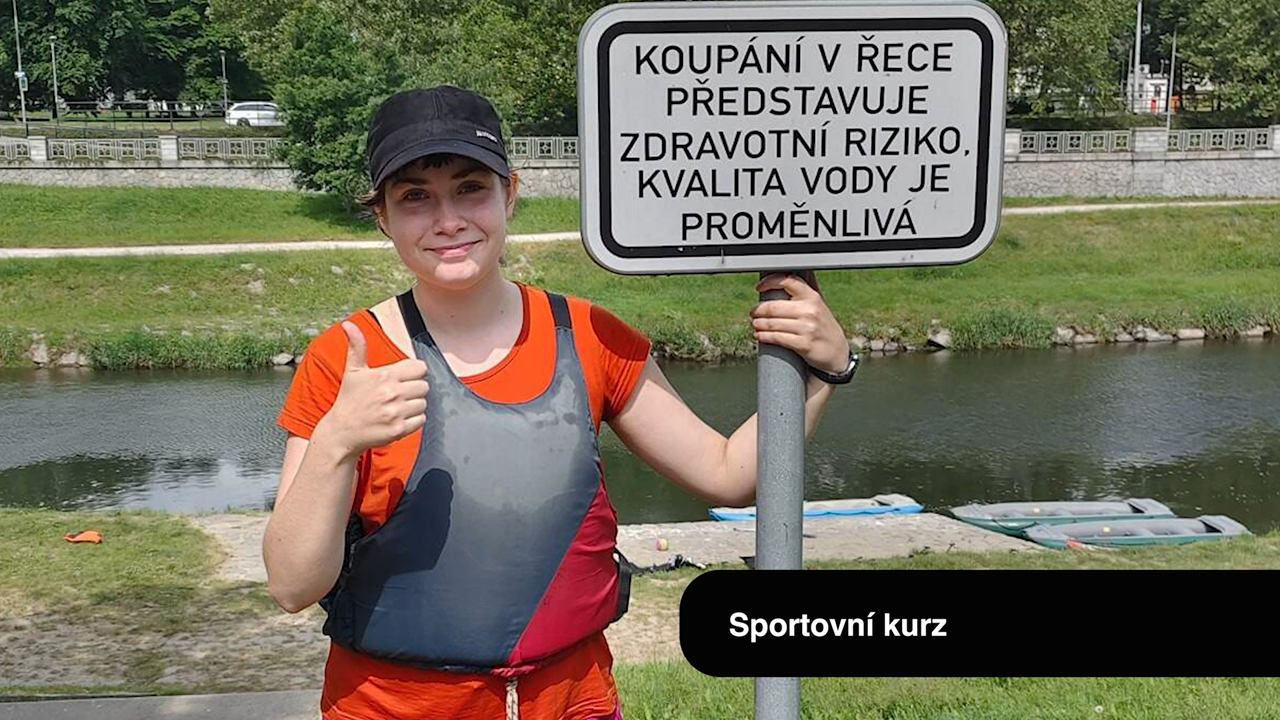 KOUPÁNÍ V ŘECE
PŘEDSTAVUJE
ZDRAVOTNÍ RIZIKO,
KVALITA VODY JE
PROMĚNLIVÁ
Sportovní kurz